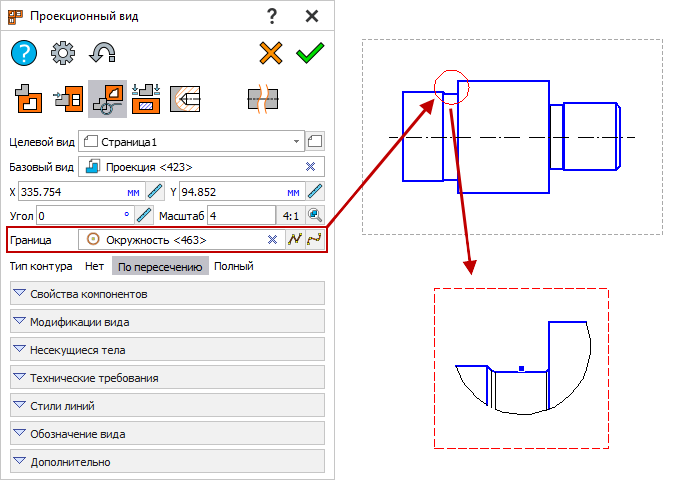 Проекционный вид ? ×
?
Целевой вид Страница1
Базовый вид Проекция <423>
X 335.754 мм Y 94.852 мм
Угол 0 ° Масштаб 4 4:1
Граница Окружность <463>
Тип контура Нет По пересечению Полный
Свойства компонентов
Модификации вида
Несекущиеся тела
Технические требования
Стили линий
Обозначение вида
Дополнительно